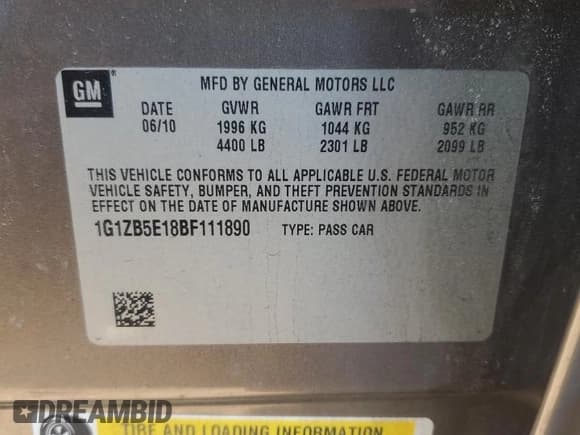 GM
MFD BY GENERAL MOTORS LLC
DATE GVWR GAWR FRT GAWR RR
06/10 1996 KG 1044 KG 952 KG
4400 LB 2301 LB 2099 LB
THIS VEHICLE CONFORMS TO ALL APPLICABLE U.S. FEDERAL MOTOR
VEHICLE SAFETY, BUMPER, AND THEFT PREVENTION STANDARDS IN
EFFECT ON THE DATE OF MANUFACTURE SHOWN ABOVE.
1G1ZB5E18BF111890 TYPE: PASS CAR
DREAMBID
TIRE AND LOADING INFORMATION